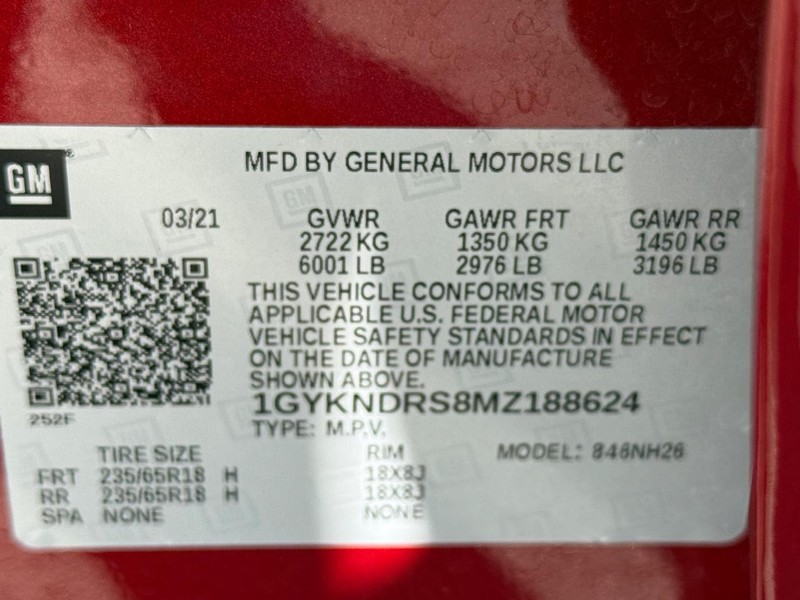 GM
MFD BY GENERAL MOTORS LLC
03/21 GVWR GAWR FRT GAWR RR
2722 KG 1350 KG 1450 KG
6001 LB 2976 LB 3196 LB
THIS VEHICLE CONFORMS TO ALL
APPLICABLE U.S. FEDERAL MOTOR
VEHICLE SAFETY STANDARDS IN EFFECT
ON THE DATE OF MANUFACTURE
SHOWN ABOVE.
1GYKNDRS8MZ188624
252F
TYPE: M.P.V.
TIRE SIZE RIM MODEL: 846NH26
FRT 235/65R18 H 18X8J
RR 235/65R18 H 18X8J
SPA NONE NONE